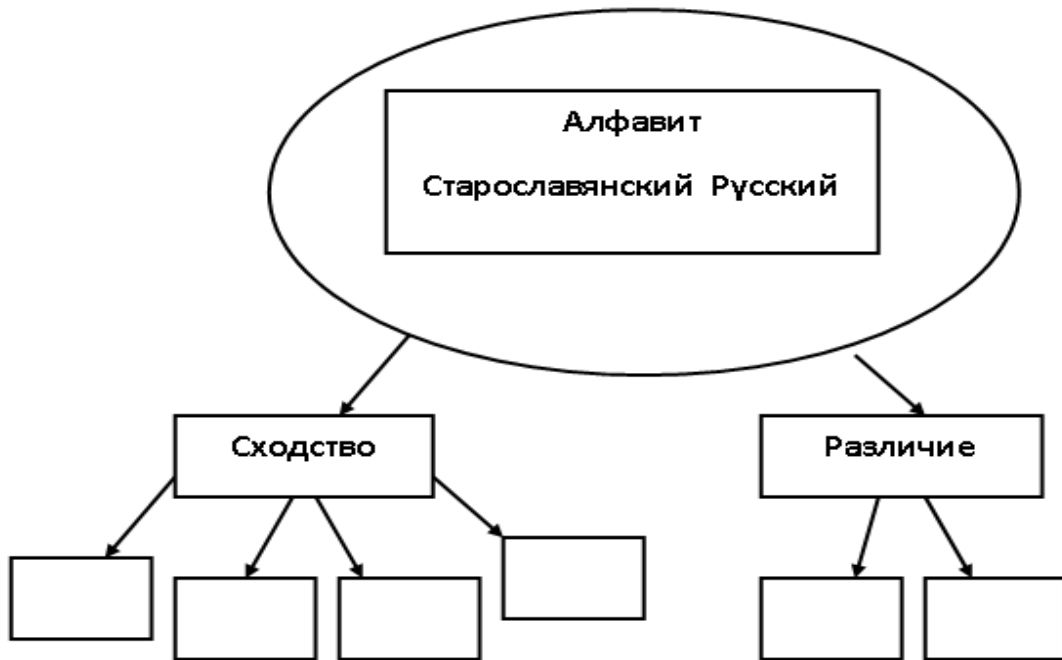 Алфавит
Старославянский Русский
Сходство
Различие